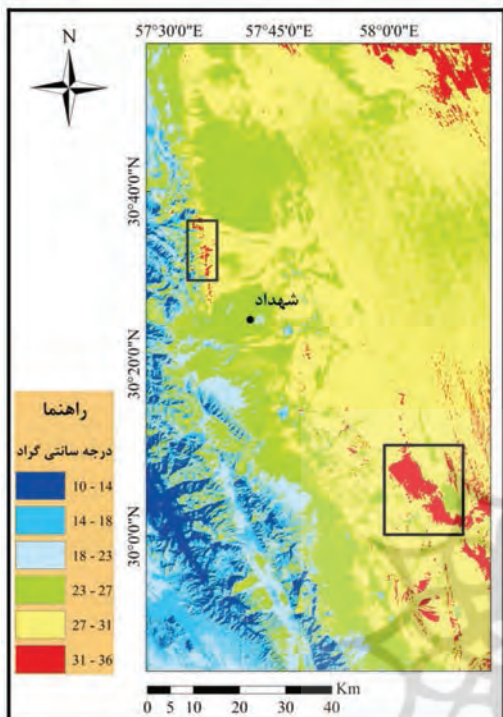 N
57°30'0"E 57°45'0"E 58°0'0"E
30°40'0"N
30°20'0"N
30°0'0"N
شهداد
راهنما
درجه سانتی گراد
10 - 14
14 - 18
18 - 23
23 - 27
27 - 31
31 - 36
Km
0 5 10 20 30 40